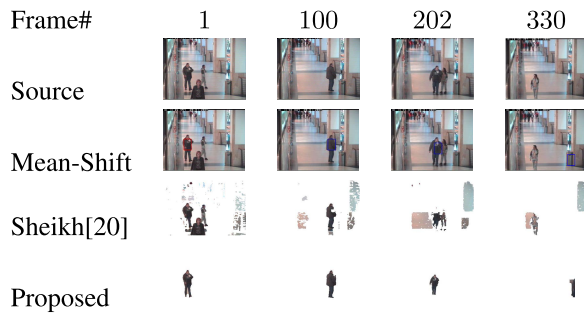 Frame# 1 100 202 330
Source
Mean-Shift
Sheikh[20]
Proposed